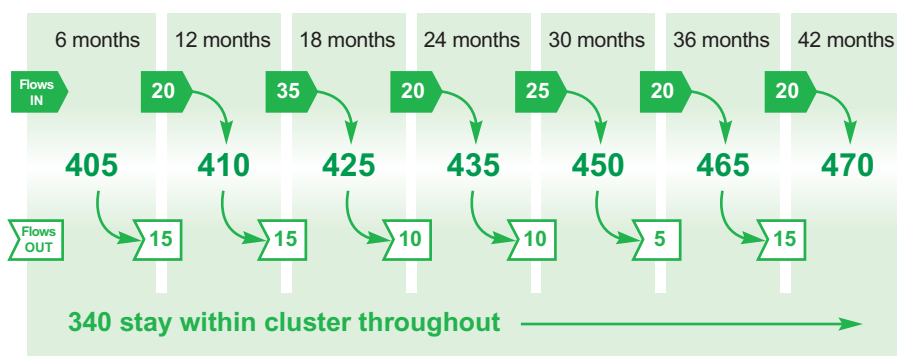 6 months 12 months 18 months 24 months 30 months 36 months 42 months
Flows
IN
20 35 20 25 20 20
405 410 425 435 450 465 470
Flows
OUT
15 15 10 10 5 15
340 stay within cluster throughout